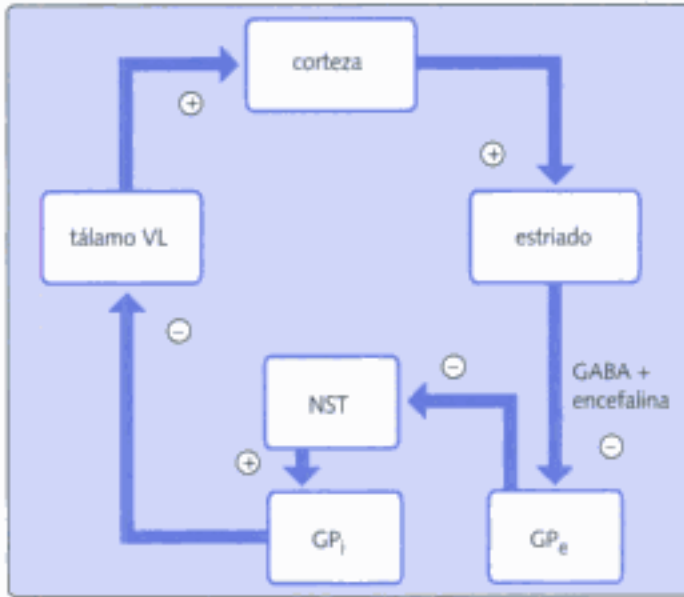 corteza
+
+
tálamo VL
estriado
−
−
GABA +
encefalina
NST
−
+
GPᵢ
GPₑ